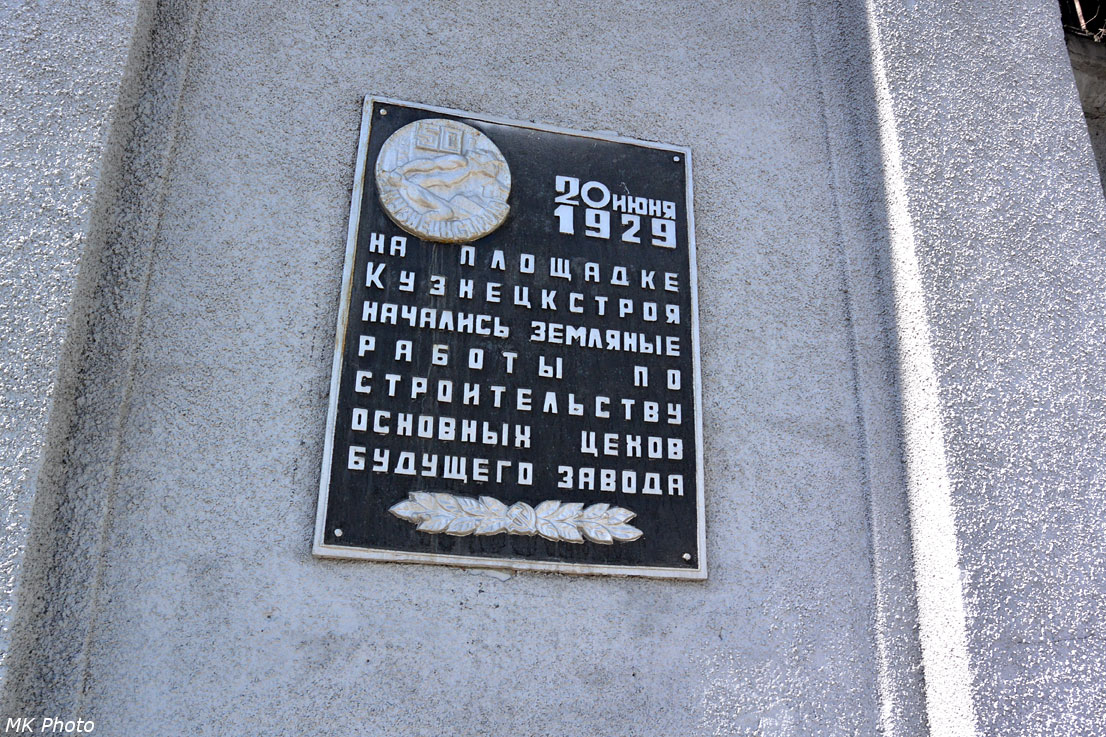 20 июня
1929
НА ПЛОЩАДКЕ
КУЗНЕЦКСТРОЯ
НАЧАЛИСЬ ЗЕМЛЯНЫЕ
РАБОТЫ ПО
СТРОИТЕЛЬСТВУ
ОСНОВНЫХ ЦЕХОВ
БУДУЩЕГО ЗАВОДА
MK Photo